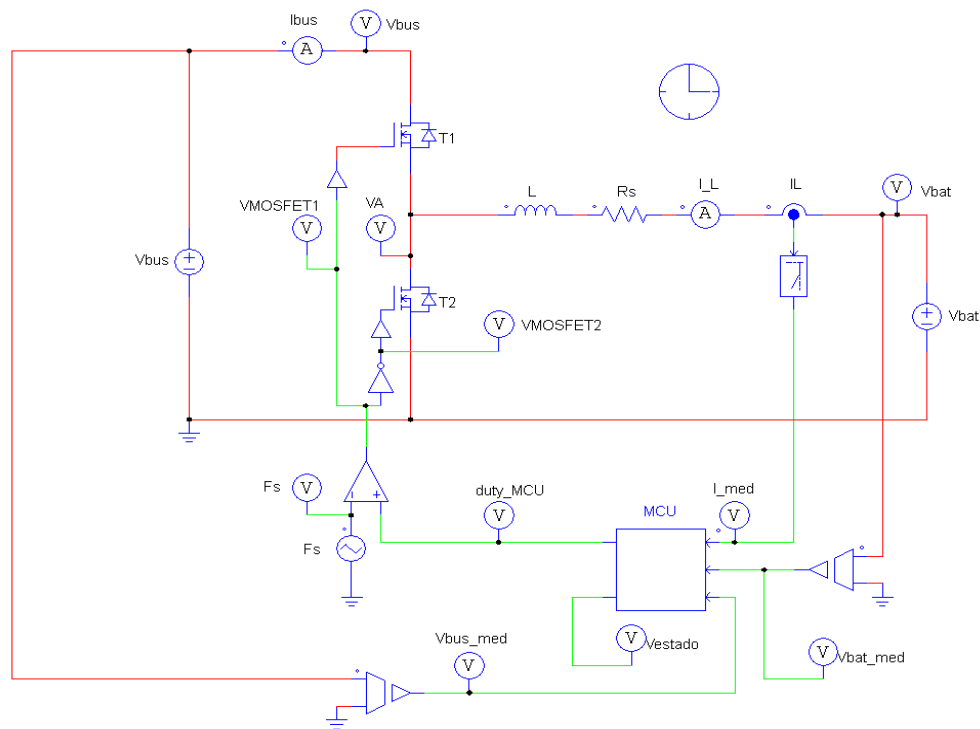 Ibus
V
Vbus
A
T1
VMOSFET1
V
VA
V
L
Rs
I_L
A
IL
V
Vbat
Vbus
T2
V
VMOSFET2
Vbat
Fs
V
Fs
duty_MCU
V
MCU
I_med
V
Vbus_med
V
V
Vestado
V
Vbat_med